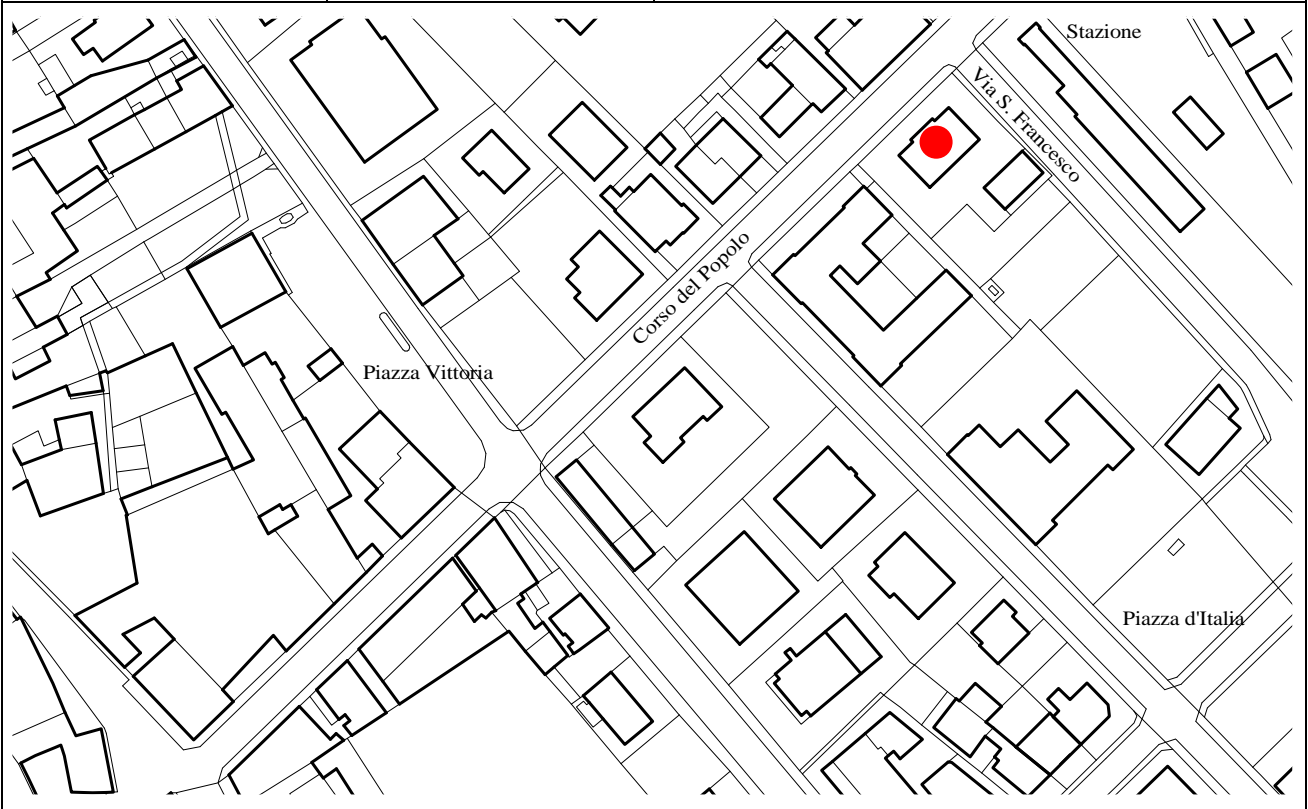 Stazione
Via S. Francesco
Corso del Popolo
Piazza Vittoria
Piazza d'Italia